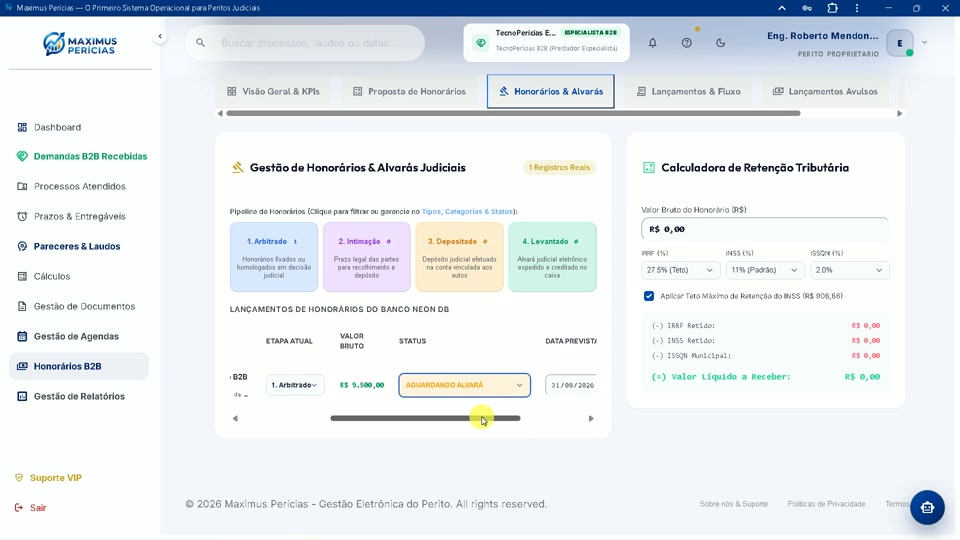 Maximus Perícias — O Primeiro Sistema Operacional para Peritos Judiciais
MAXIMUS
PERÍCIAS
Buscar processos, laudos ou datas...
TecnoPerícias E... ESPECIALISTA B2B
TecnoPerícias B2B (Prestador Especialista)
Eng. Roberto Mendon...
PERITO PROPRIETARIO
E
Dashboard
Demandas B2B Recebidas
Processos Atendidos
Prazos & Entregáveis
Pareceres & Laudos
Cálculos
Gestão de Documentos
Gestão de Agendas
Honorários B2B
Gestão de Relatórios
Suporte VIP
Sair
Visão Geral & KPIs
Proposta de Honorários
Honorários & Alvarás
Lançamentos & Fluxo
Lançamentos Avulsos
Gestão de Honorários & Alvarás Judiciais
1 Registros Reais
Pipeline de Honorários (Clique para filtrar ou gerencie no Tipos, Categorias & Status):
1. Arbitrado 1
Honorários fixados ou
homologados em decisão
judicial
2. Intimação 0
Prazo legal das partes
para recolhimento e
depósito
3. Depositado 0
Depósito judicial efetuado
na conta vinculada aos
autos
4. Levantado 0
Alvará judicial eletrônico
expedido e creditado no
caixa
LANÇAMENTOS DE HONORÁRIOS DO BANCO NEON DB
ETAPA ATUAL
VALOR
BRUTO
STATUS
DATA PREVISTA
B2B
da
1. Arbitrado
R$ 9.500,00
AGUARDANDO ALVARÁ
31/08/2026
Calculadora de Retenção Tributária
Valor Bruto do Honorário (R$)
R$ 0,00
IRRF (%)
INSS (%)
ISSQN (%)
27.5% (Teto)
11% (Padrão)
2.0%
Aplicar Teto Máximo de Retenção do INSS (R$ 908,86)
(-) IRRF Retido: R$ 0,00
(-) INSS Retido: R$ 0,00
(-) ISSQN Municipal: R$ 0,00
(=) Valor Líquido a Receber: R$ 0,00
© 2026 Maximus Perícias - Gestão Eletrônica do Perito. All rights reserved.
Sobre nós & Suporte
Políticas de Privacidade
Termos